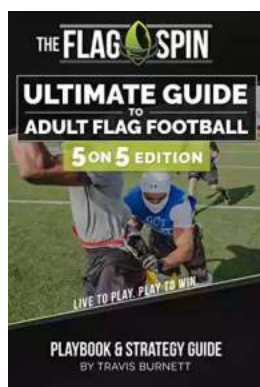 THE FLAG SPIN
ULTIMATE GUIDE
TO
ADULT FLAG FOOTBALL
5 ON 5 EDITION
LIVE TO PLAY. PLAY TO WIN.
PLAYBOOK & STRATEGY GUIDE
BY TRAVIS BURNETT